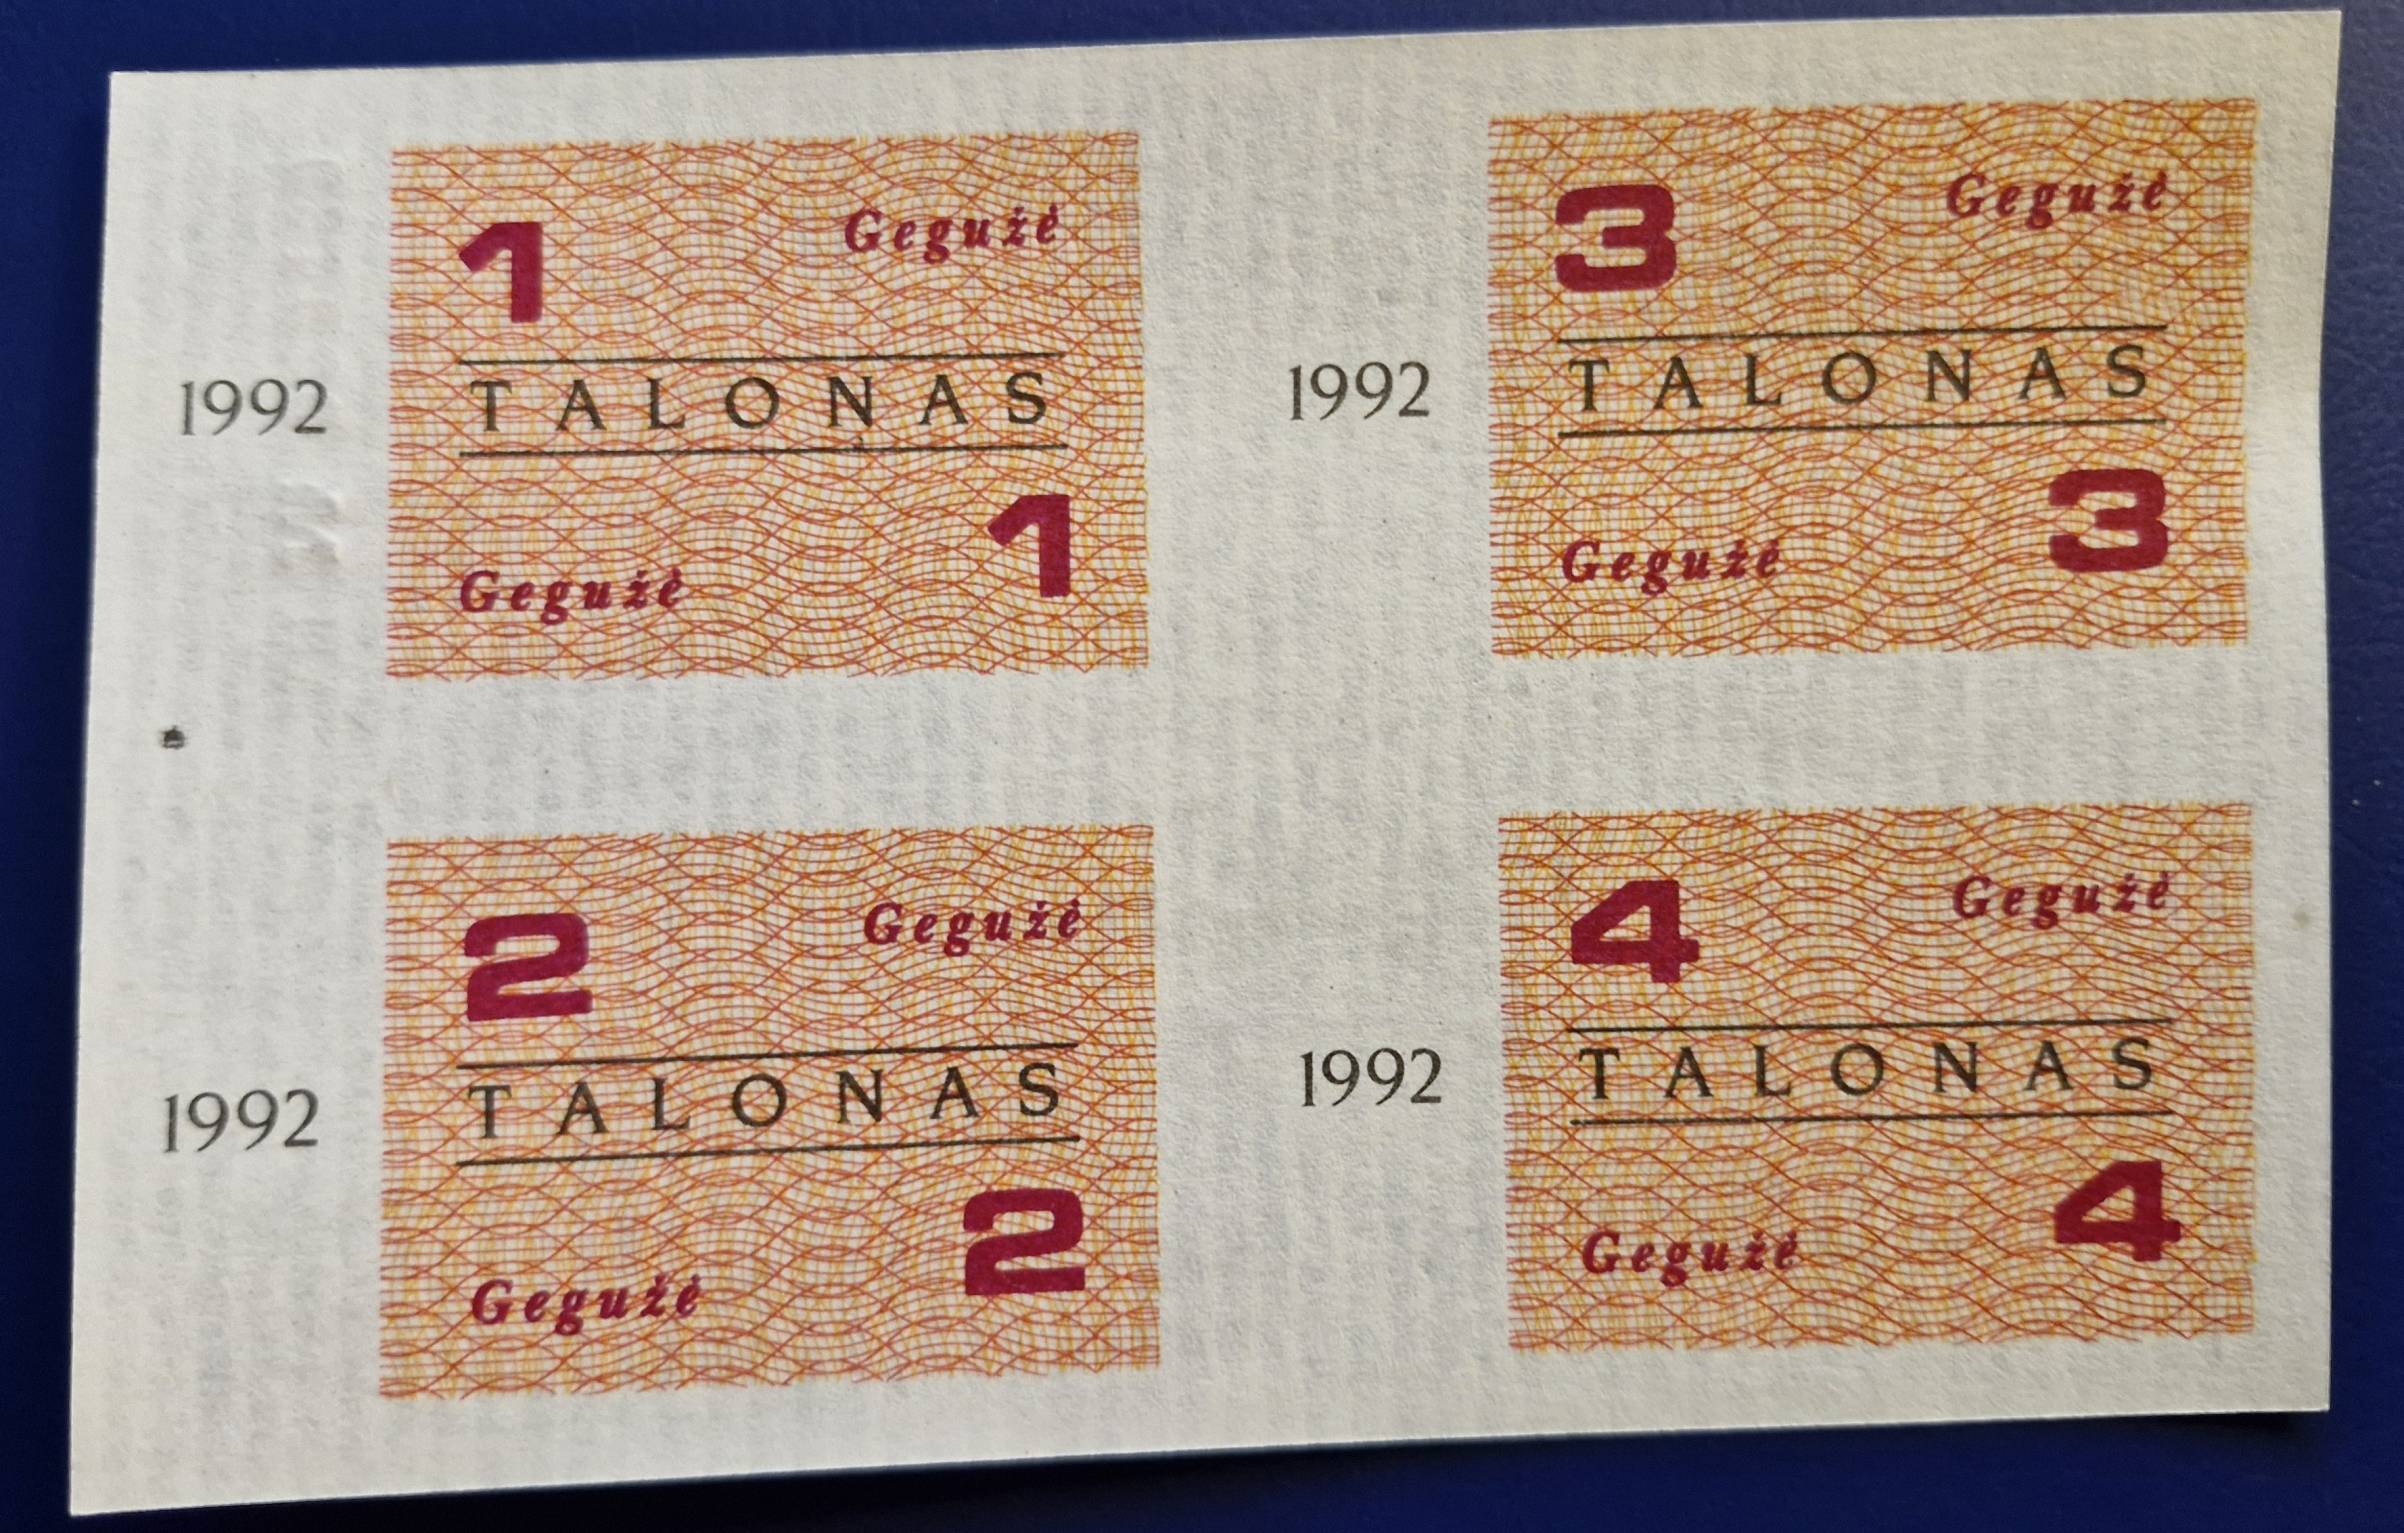 1 Gegužė
1992 TALONAS
Gegužė 1
3 Gegužė
1992 TALONAS
Gegužė 3
2 Gegužė
1992 TALONAS
Gegužė 2
4 Gegužė
1992 TALONAS
Gegužė 4